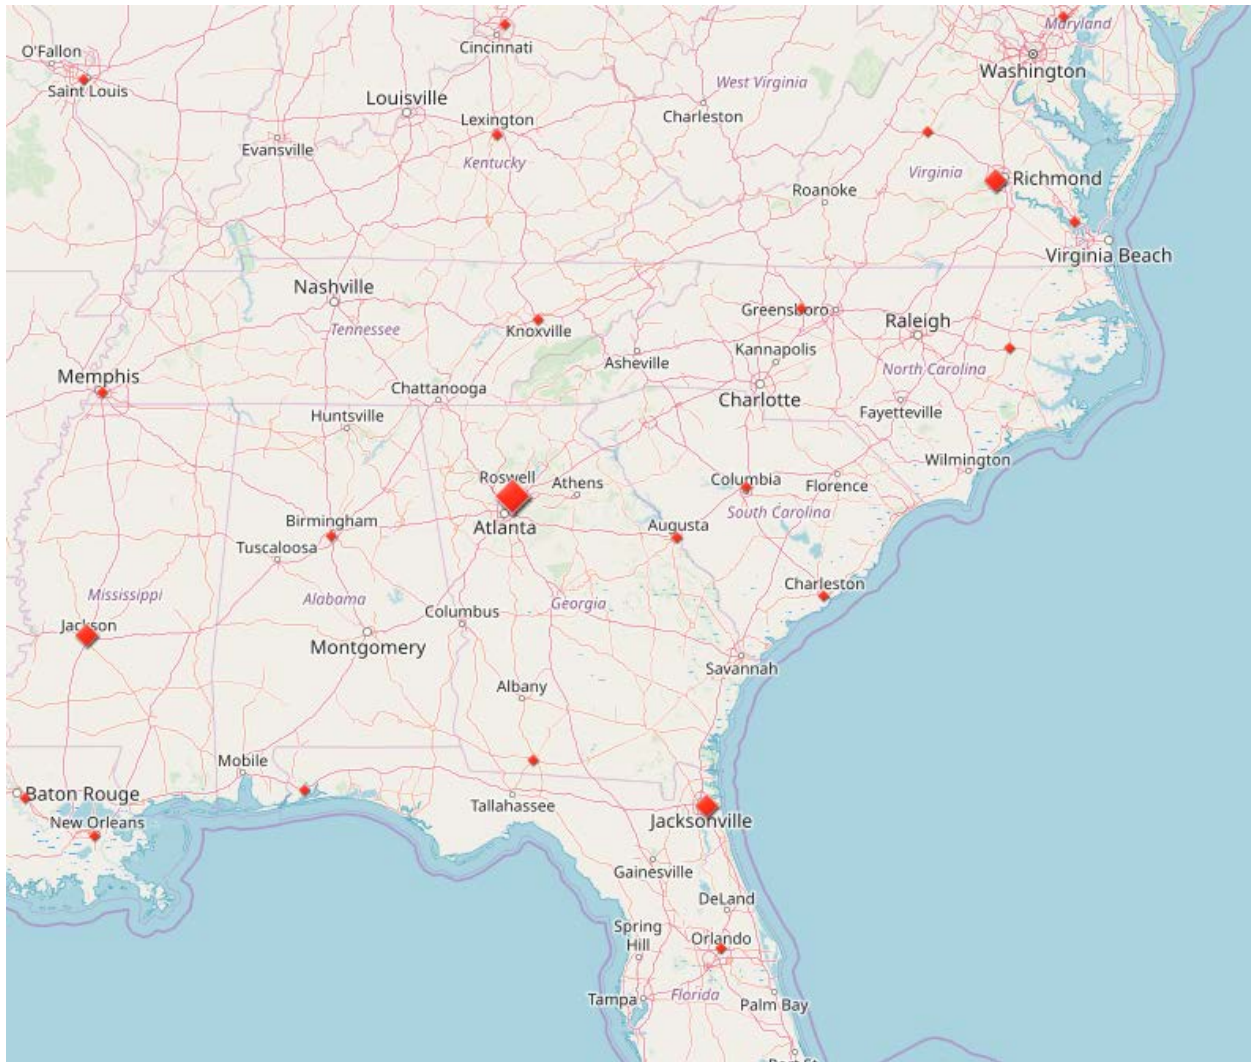 Maryland
O'Fallon
Cincinnati
Washington
Saint Louis
West Virginia
Louisville
Lexington
Charleston
Evansville
Kentucky
Virginia
Richmond
Roanoke
Virginia Beach
Nashville
Greensboro
Raleigh
Tennessee
Knoxville
Kannapolis
Asheville
North Carolina
Memphis
Chattanooga
Charlotte
Fayetteville
Huntsville
Wilmington
Roswell
Athens
Columbia
Florence
South Carolina
Birmingham
Atlanta
Augusta
Tuscaloosa
Charleston
Mississippi
Alabama
Georgia
Columbus
Jackson
Montgomery
Savannah
Albany
Mobile
Baton Rouge
Tallahassee
New Orleans
Jacksonville
Gainesville
DeLand
Spring
Hill
Orlando
Tampa
Florida
Palm Bay